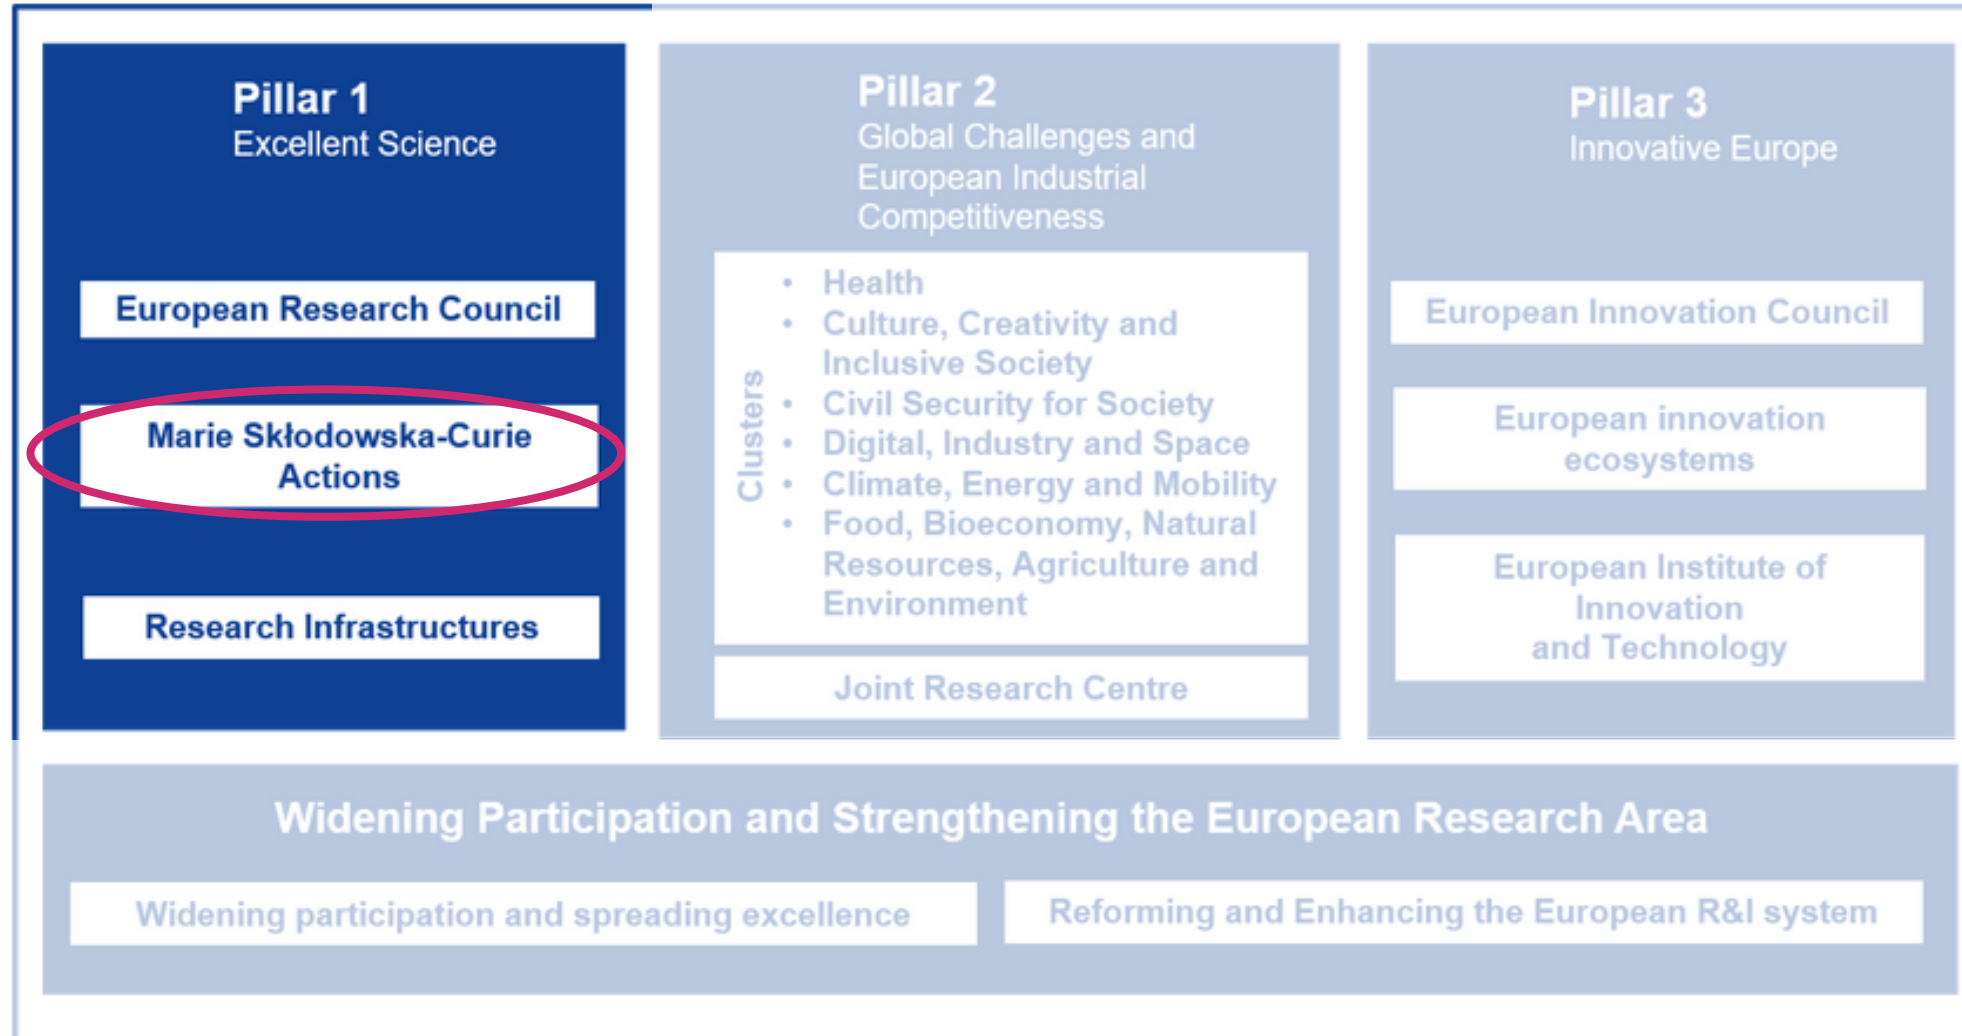 Pillar 1
Excellent Science
European Research Council
Marie Skłodowska-Curie
Actions
Research Infrastructures
Pillar 2
Global Challenges and
European Industrial
Competitiveness
Clusters
• Health
• Culture, Creativity and
Inclusive Society
• Civil Security for Society
• Digital, Industry and Space
• Climate, Energy and Mobility
• Food, Bioeconomy, Natural
Resources, Agriculture and
Environment
Joint Research Centre
Pillar 3
Innovative Europe
European Innovation Council
European innovation
ecosystems
European Institute of
Innovation
and Technology
Widening Participation and Strengthening the European Research Area
Widening participation and spreading excellence
Reforming and Enhancing the European R&I system